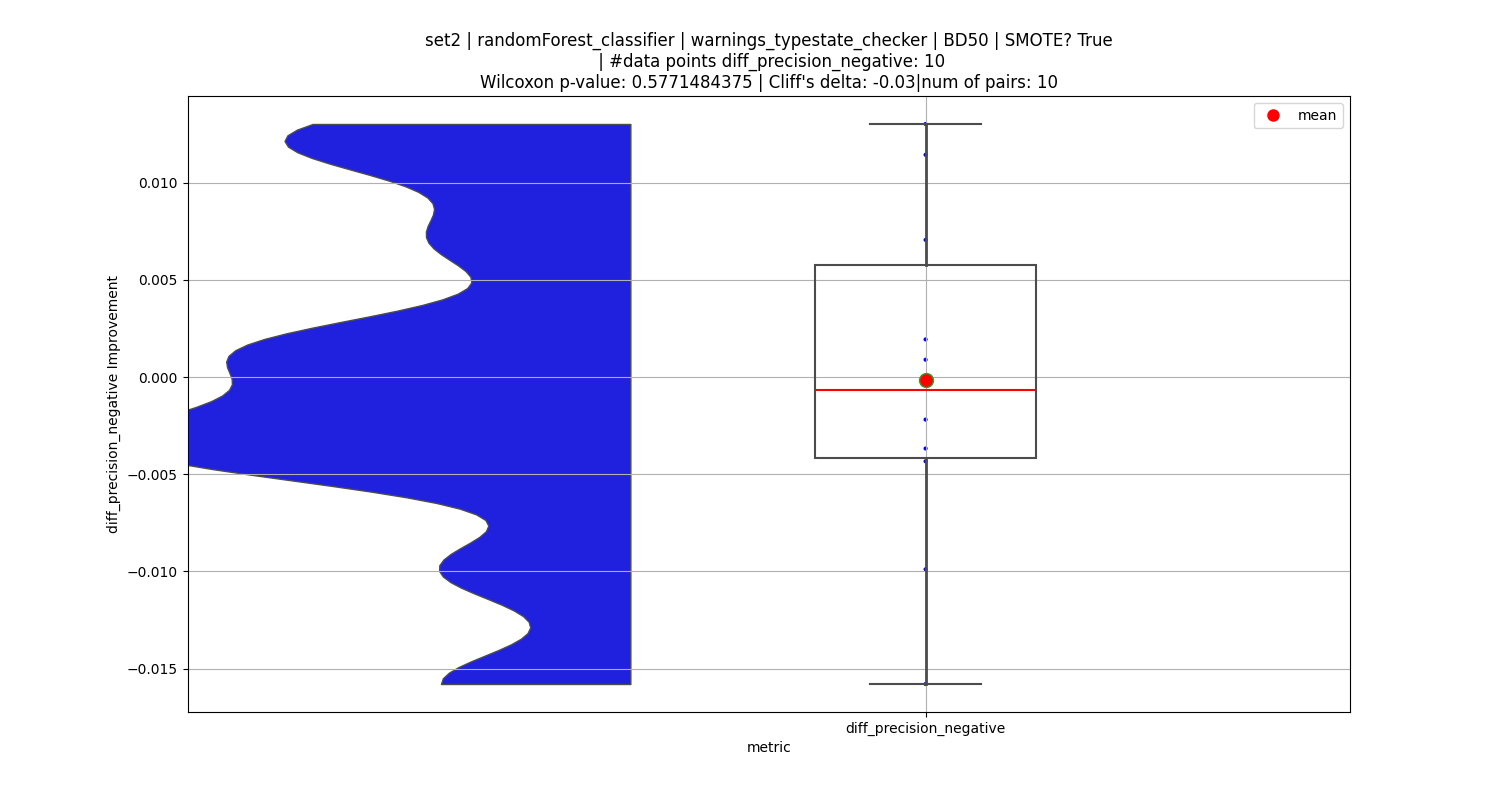 set2 | randomForest_classifier | warnings_typestate_checker | BD50 | SMOTE? True
| #data points diff_precision_negative: 10
Wilcoxon p-value: 0.5771484375 | Cliff's delta: -0.03|num of pairs: 10
mean
0.010
0.005
0.000
−0.005
−0.010
−0.015
diff_precision_negative Improvement
diff_precision_negative
metric